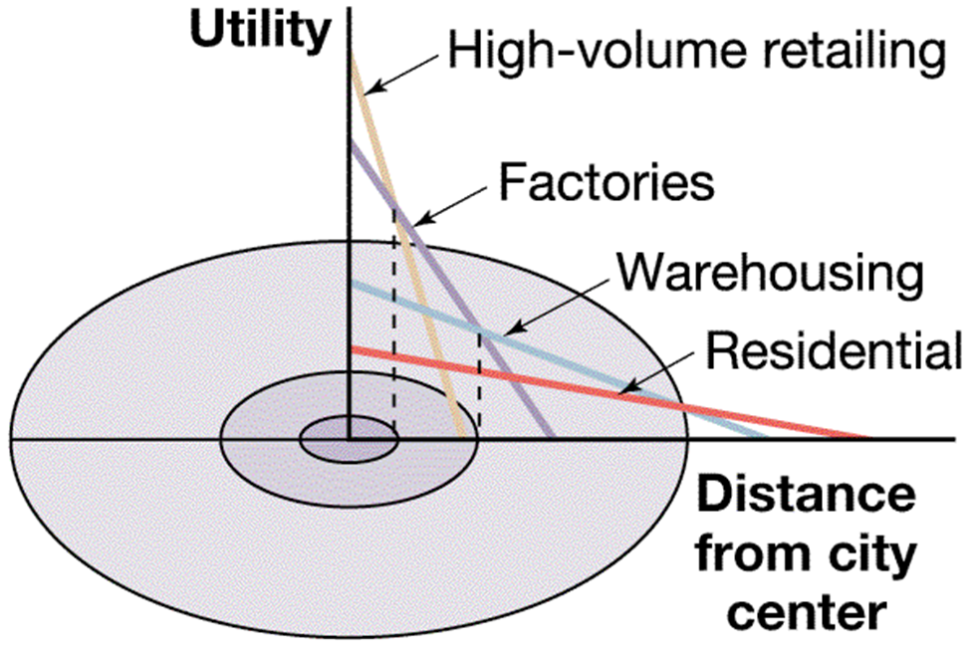 Utility
High-volume retailing
Factories
Warehousing
Residential
Distance
from city
center